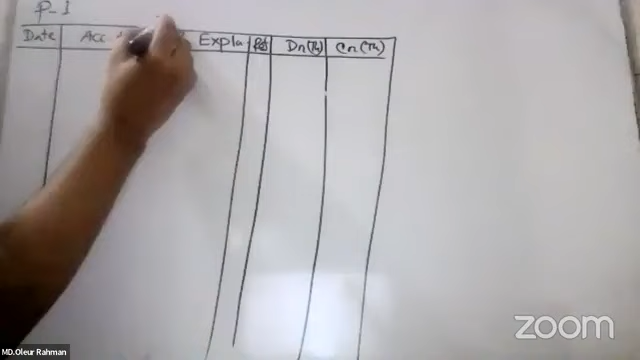 P-1
Date Acc Expla Dr(Tk) Cr(Tk)
zoom
MD.Oleur Rahman